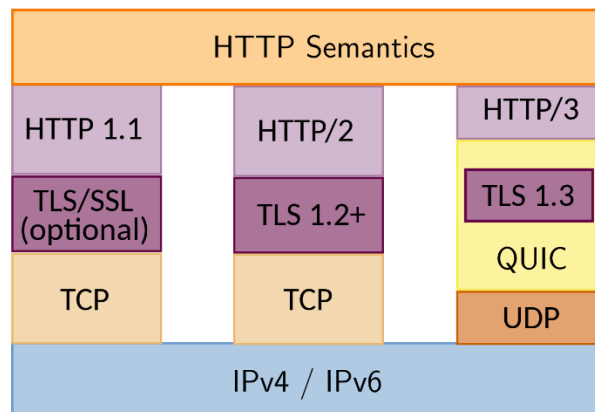 HTTP Semantics
HTTP 1.1
TLS/SSL
(optional)
TCP
HTTP/2
TLS 1.2+
TCP
HTTP/3
TLS 1.3
QUIC
UDP
IPv4 / IPv6